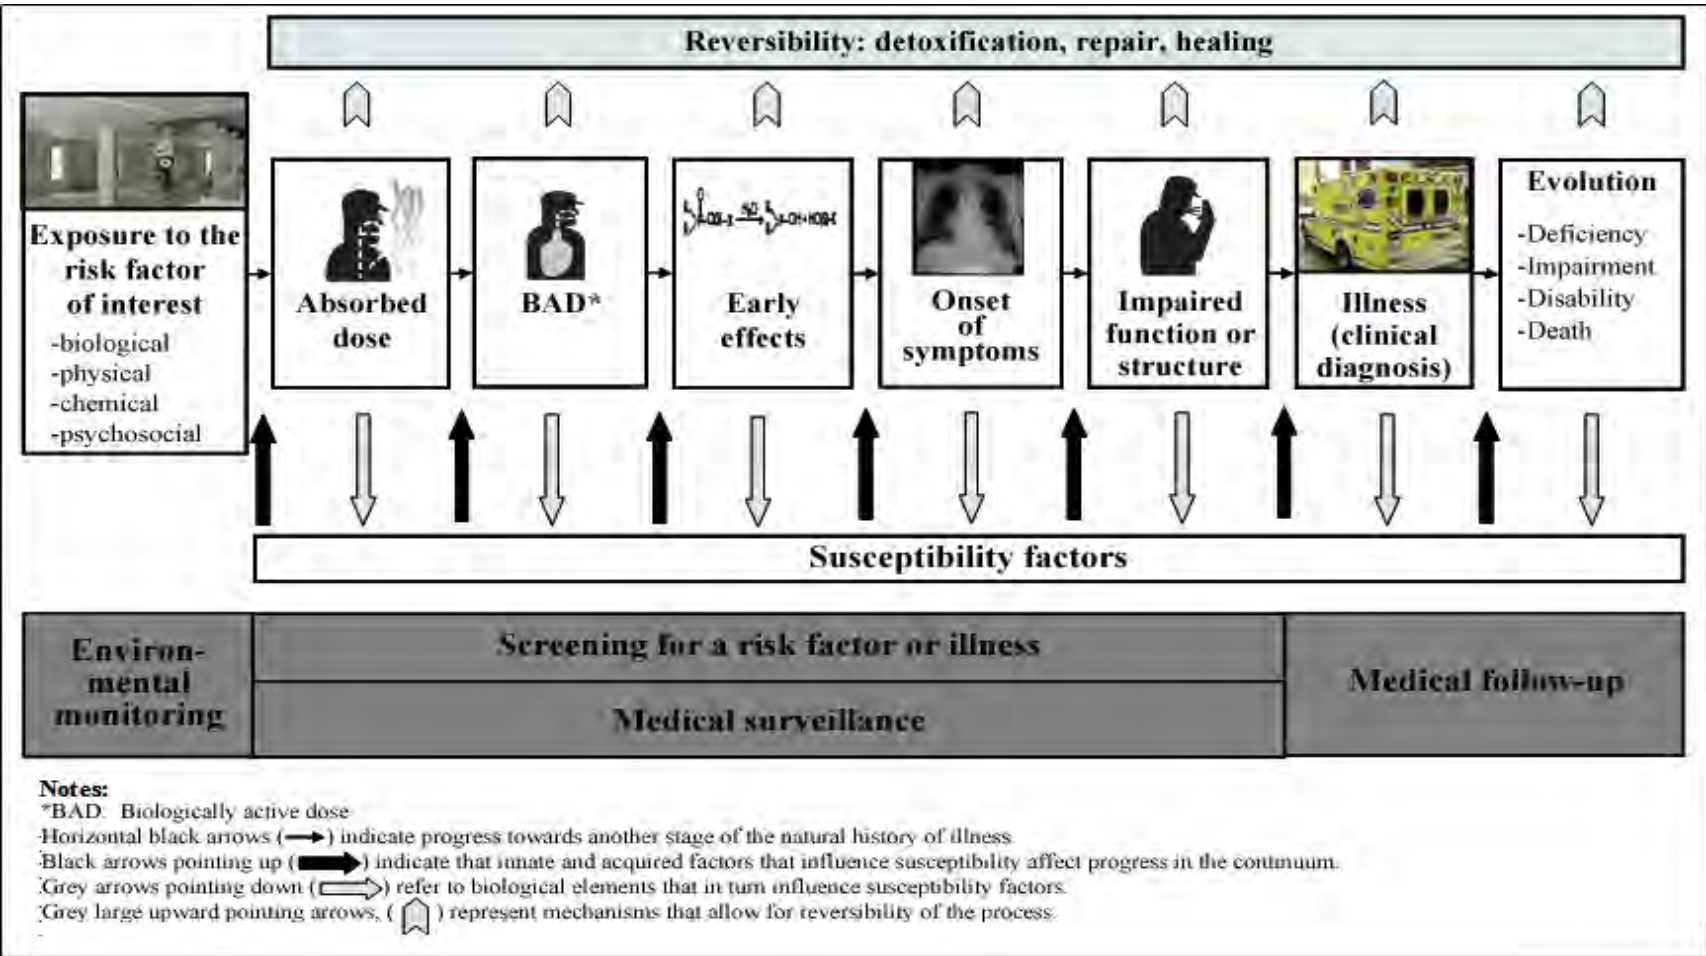 Reversibility: detoxification, repair, healing
Exposure to the
risk factor
of interest
-biological
-physical
-chemical
-psychosocial
Absorbed
dose
BAD*
Early
effects
Onset
of
symptoms
Impaired
function or
structure
Illness
(clinical
diagnosis)
Evolution
-Deficiency
-Impairment
-Disability
-Death
Susceptibility factors
Environ-
mental
monitoring
Screening for a risk factor or illness
Medical surveillance
Medical follow-up
Notes:
*BAD: Biologically active dose
Horizontal black arrows ( ) indicate progress towards another stage of the natural history of illness
Black arrows pointing up ( ) indicate that innate and acquired factors that influence susceptibility affect progress in the continuum.
Grey arrows pointing down ( ) refer to biological elements that in turn influence susceptibility factors.
Grey large upward pointing arrows, ( ) represent mechanisms that allow for reversibility of the process.